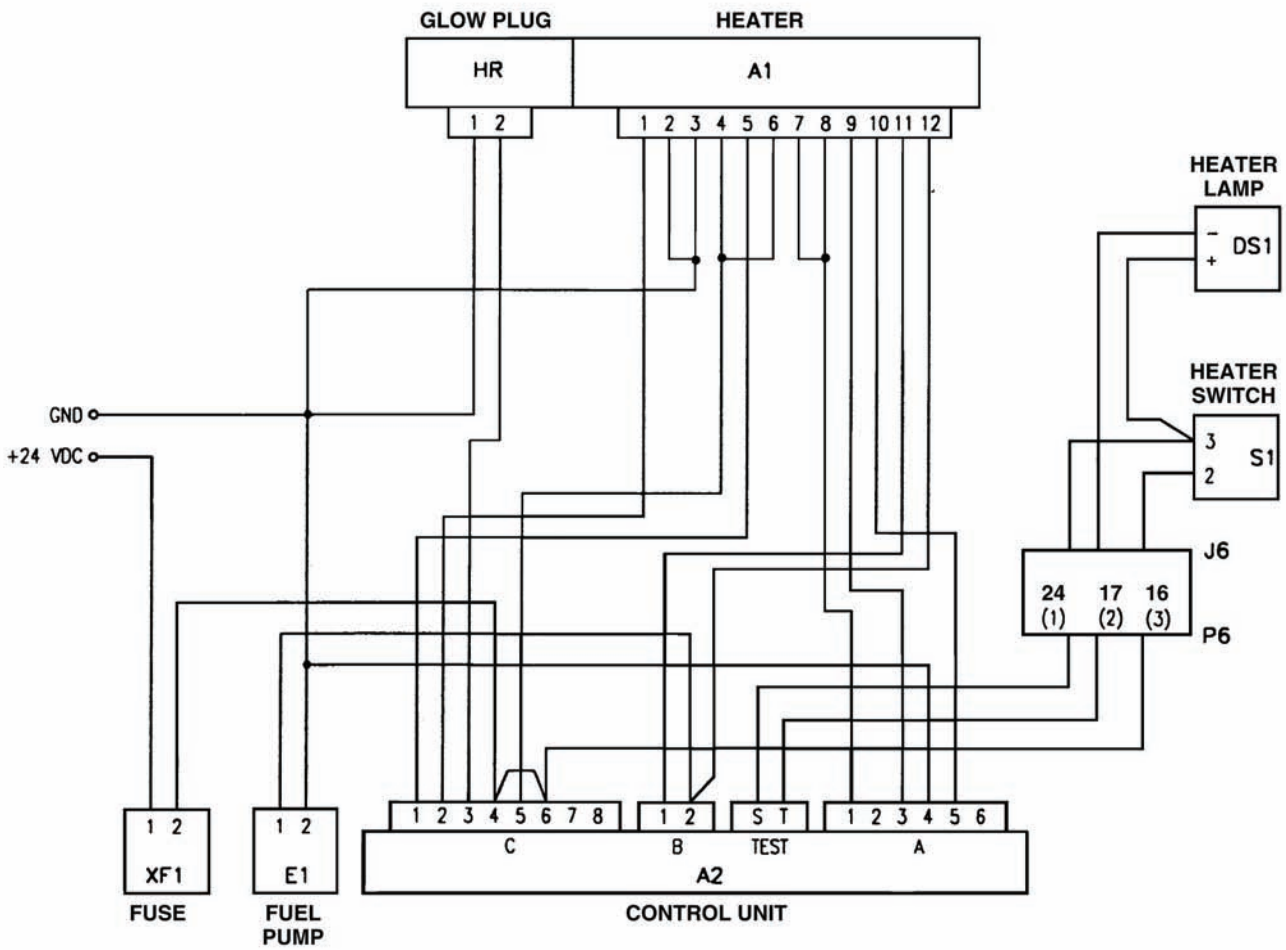 GLOW PLUG HEATER
HR A1
1 2 1 2 3 4 5 6 7 8 9 10 11 12
HEATER
LAMP
- DS1
+
HEATER
SWITCH
3
S1
2
GND
+24 VDC
J6
24 17 16
(1) (2) (3)
P6
1 2 1 2 1 2 3 4 5 6 7 8 1 2 S T 1 2 3 4 5 6
C B TEST A
XF1 E1 A2
FUSE FUEL
PUMP
CONTROL UNIT